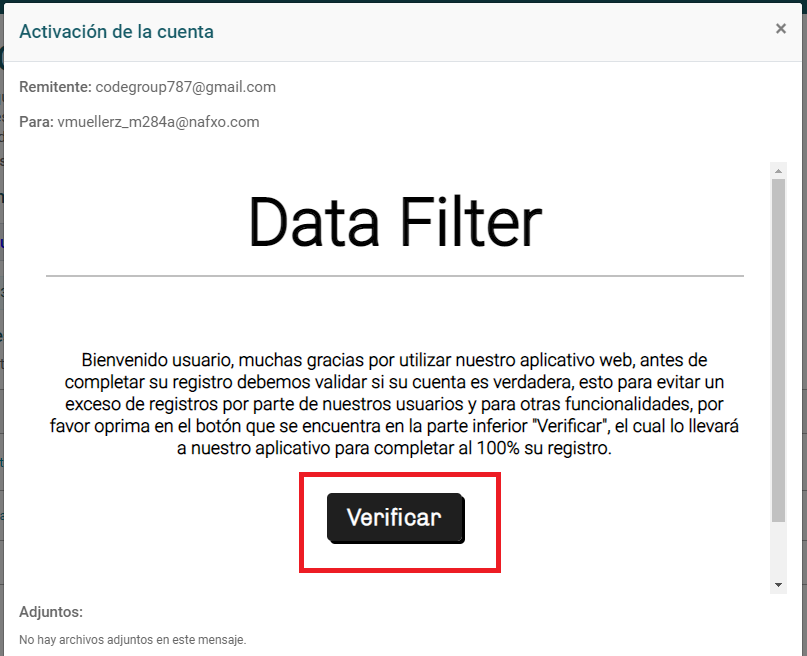 Activación de la cuenta
×
Remitente: codegroup787@gmail.com
Para: vmuellerz_m284a@nafxo.com
Data Filter
Bienvenido usuario, muchas gracias por utilizar nuestro aplicativo web, antes de
completar su registro debemos validar si su cuenta es verdadera, esto para evitar un
exceso de registros por parte de nuestros usuarios y para otras funcionalidades, por
favor oprima en el botón que se encuentra en la parte inferior "Verificar", el cual lo llevará
a nuestro aplicativo para completar al 100% su registro.
Verificar
Adjuntos:
No hay archivos adjuntos en este mensaje.